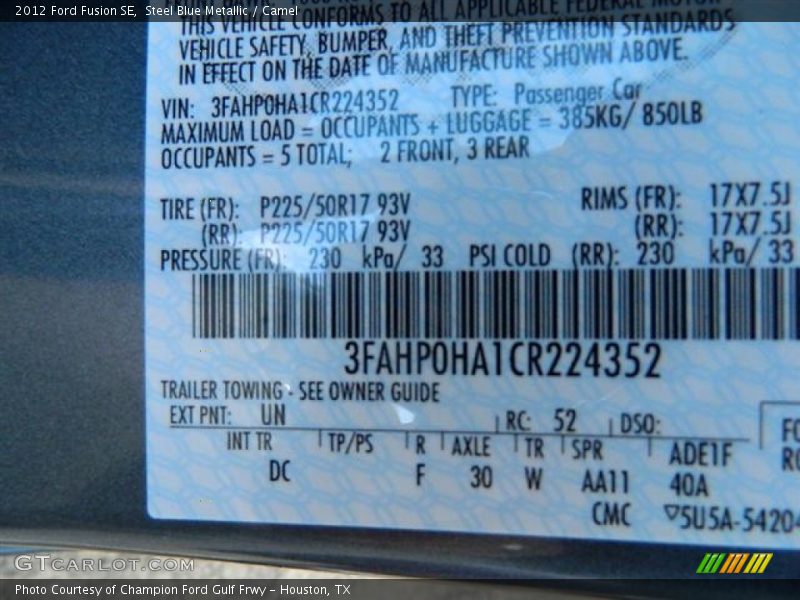 2012 Ford Fusion SE, Steel Blue Metallic / Camel
THIS VEHICLE CONFORMS TO ALL APPLICABLE FEDERAL MOTOR
VEHICLE SAFETY, BUMPER, AND THEFT PREVENTION STANDARDS
IN EFFECT ON THE DATE OF MANUFACTURE SHOWN ABOVE.
VIN: 3FAHP0HA1CR224352 TYPE: Passenger Car
MAXIMUM LOAD = OCCUPANTS + LUGGAGE = 385KG/ 850LB
OCCUPANTS = 5 TOTAL; 2 FRONT, 3 REAR
TIRE (FR): P225/50R17 93V RIMS (FR): 17X7.5J
(RR): P225/50R17 93V (RR): 17X7.5J
PRESSURE (FR): 230 kPa/ 33 PSI COLD (RR): 230 kPa/ 33
3FAHP0HA1CR224352
TRAILER TOWING - SEE OWNER GUIDE
EXT PNT: UN RC: 52 DSO:
INT TR TP/PS R AXLE TR SPR ADE1F
DC F 30 W AA11 40A
CMC ▽5U5A-54204
GTCARLOT.COM
Photo Courtesy of Champion Ford Gulf Frwy - Houston, TX